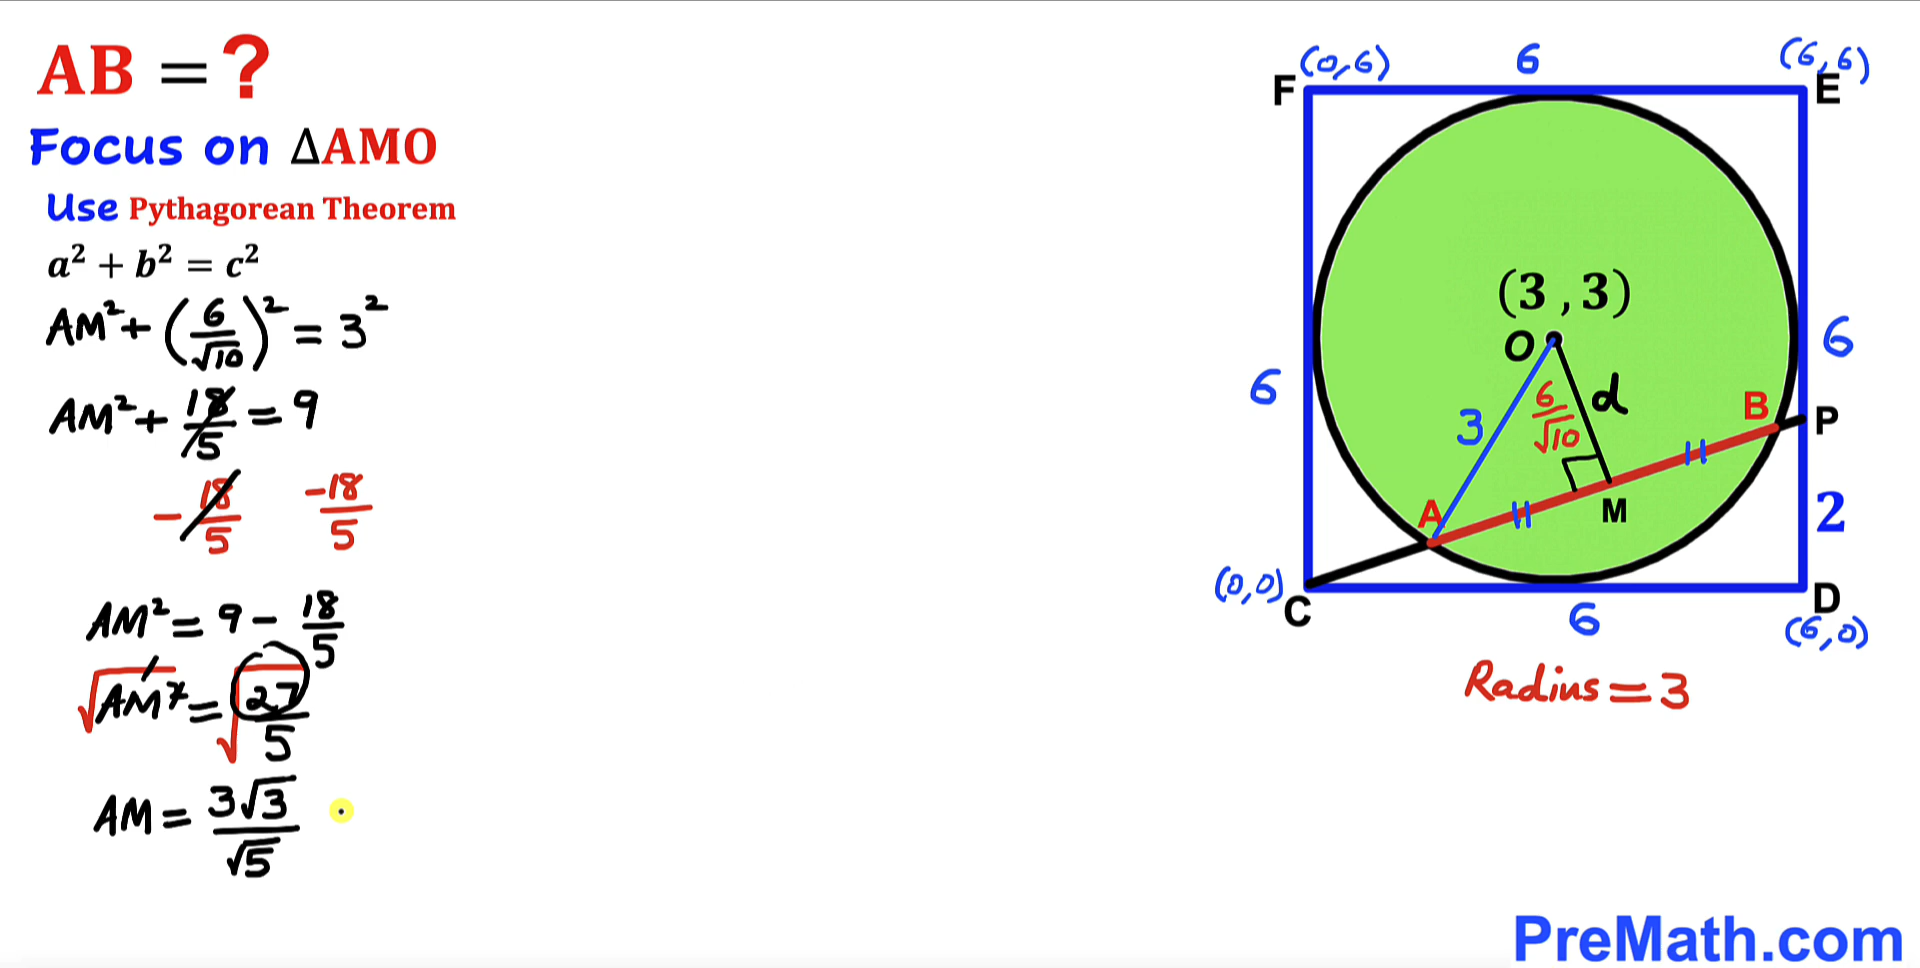 AB = ?
Focus on ΔAMO
Use Pythagorean Theorem
a² + b² = c²
AM² + (6/√10)² = 3²
AM² + 18/5 = 9
- 18/5   -18/5
AM² = 9 - 18/5
√AM² = √27/5
AM = 3√3/√5
(0,6) 6 (6,6)
F E
(3 , 3)
O
6
6
6/√10 d
3
B P
A M 2
(0,0) C D
6 (6,0)
Radius = 3
PreMath.com